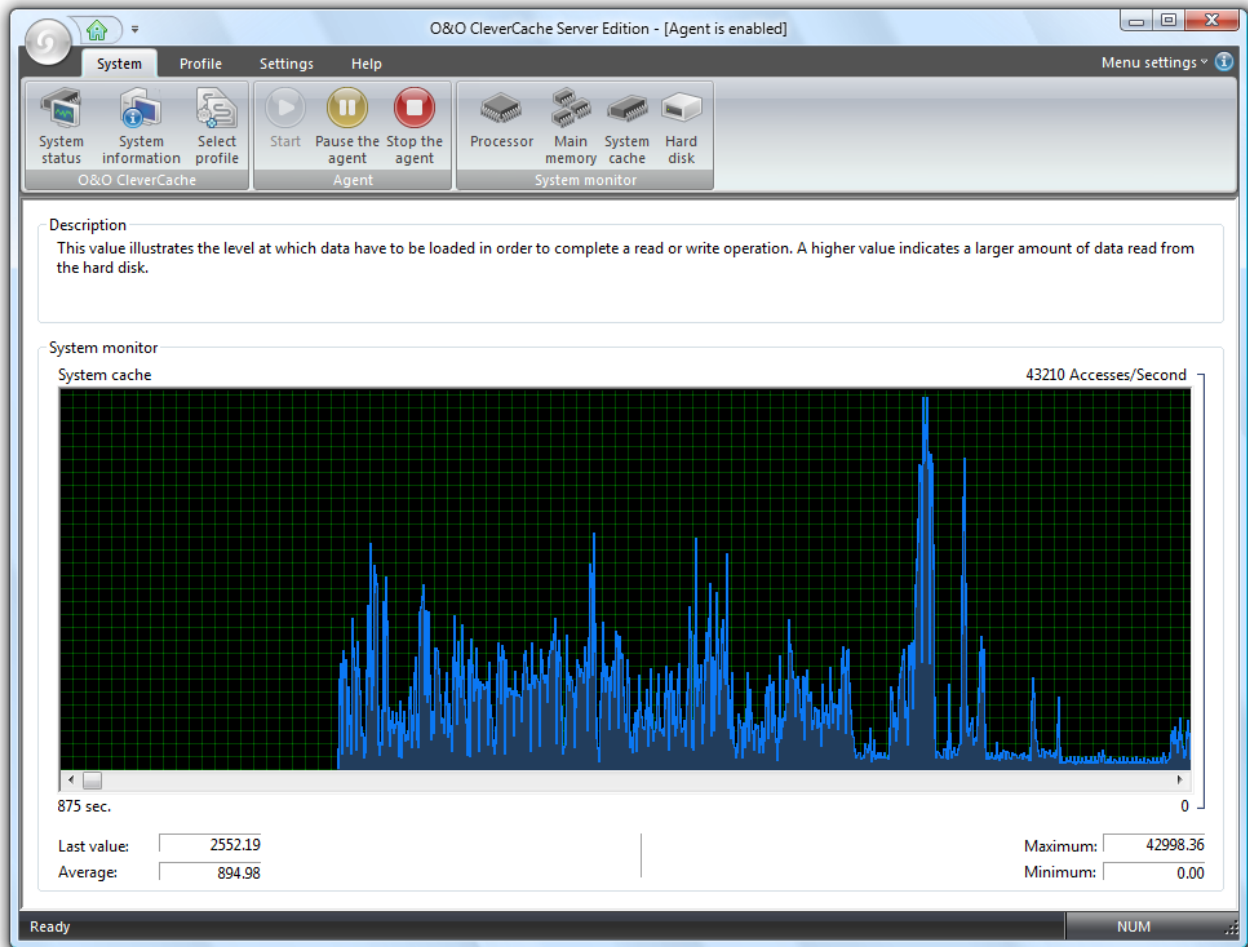 O&O CleverCache Server Edition - [Agent is enabled]
System Profile Settings Help Menu settings
System status
System information
Select profile
Start
Pause the agent
Stop the agent
Processor
Main memory
System cache
Hard disk
O&O CleverCache
Agent
System monitor
Description
This value illustrates the level at which data have to be loaded in order to complete a read or write operation. A higher value indicates a larger amount of data read from
the hard disk.
System monitor
System cache 43210 Accesses/Second
875 sec. 0
Last value: 2552.19 Maximum: 42998.36
Average: 894.98 Minimum: 0.00
Ready NUM